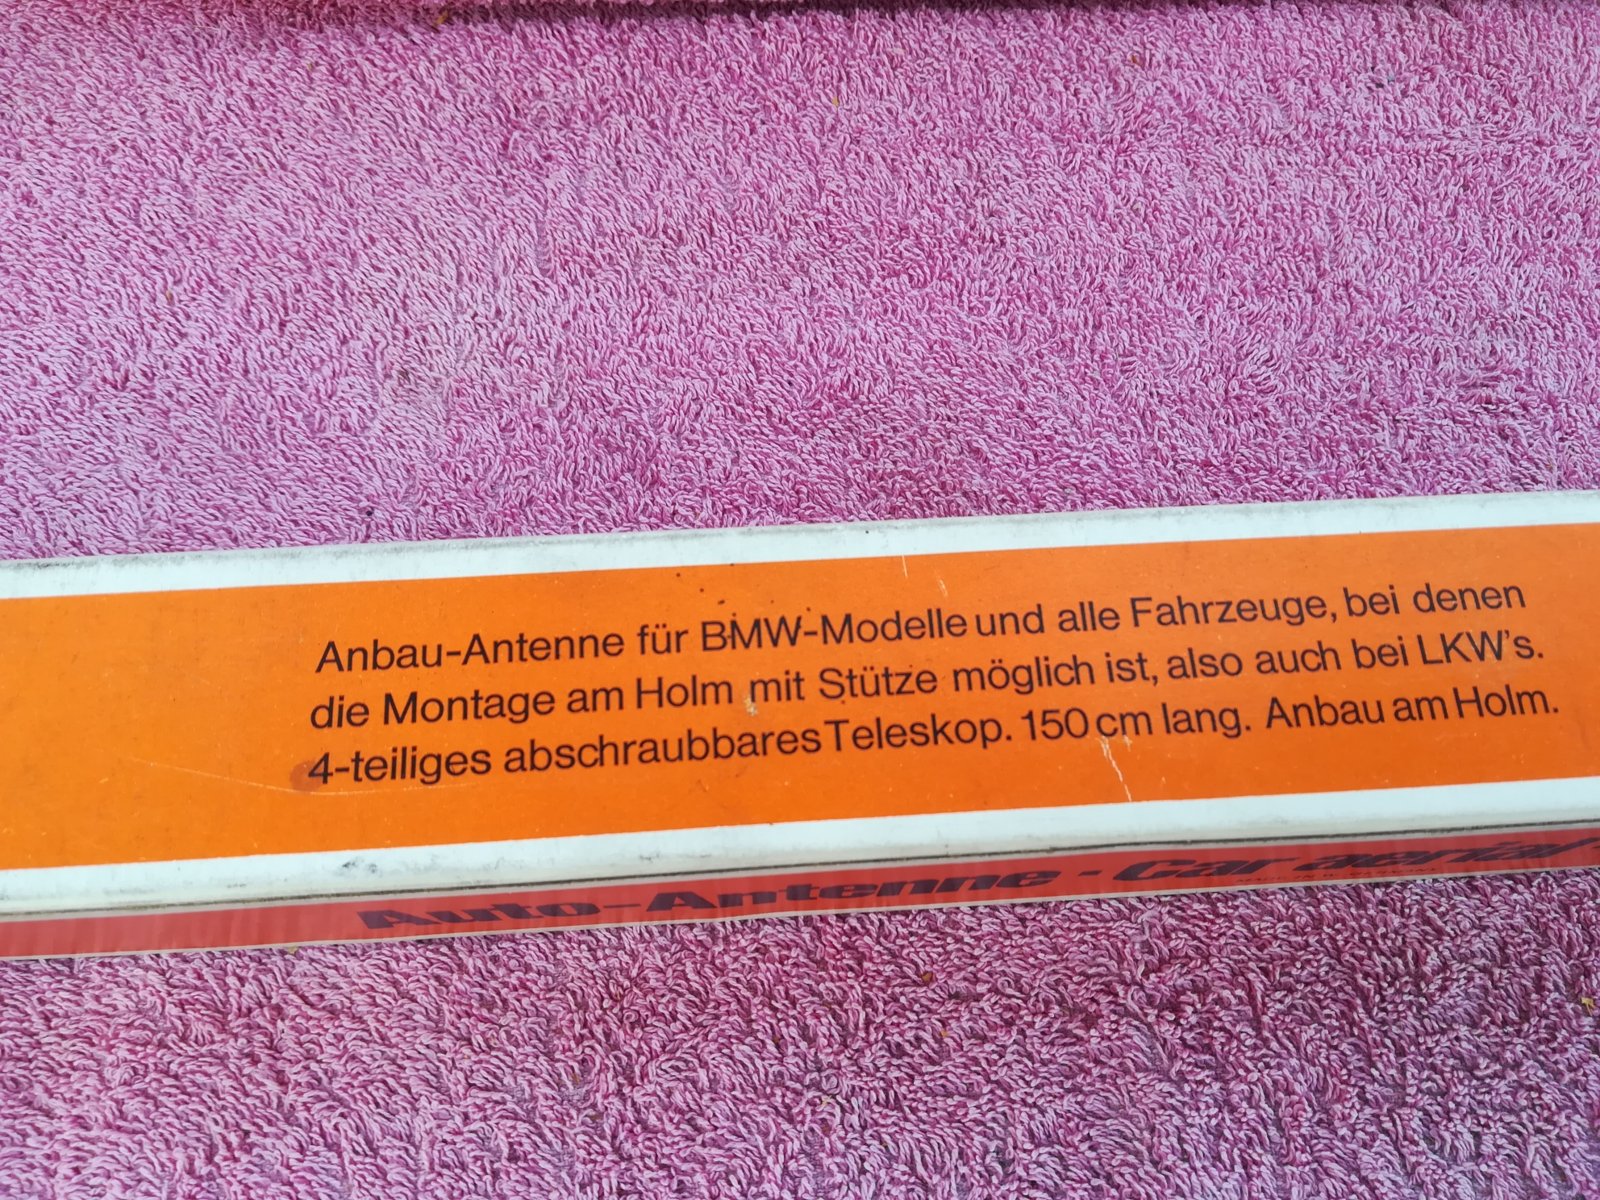 Anbau-Antenne für BMW-Modelle und alle Fahrzeuge, bei denen
die Montage am Holm mit Stütze möglich ist, also auch bei LKW's.
4-teiliges abschraubbares Teleskop. 150 cm lang. Anbau am Holm.
Auto-Antenne - Car aerial